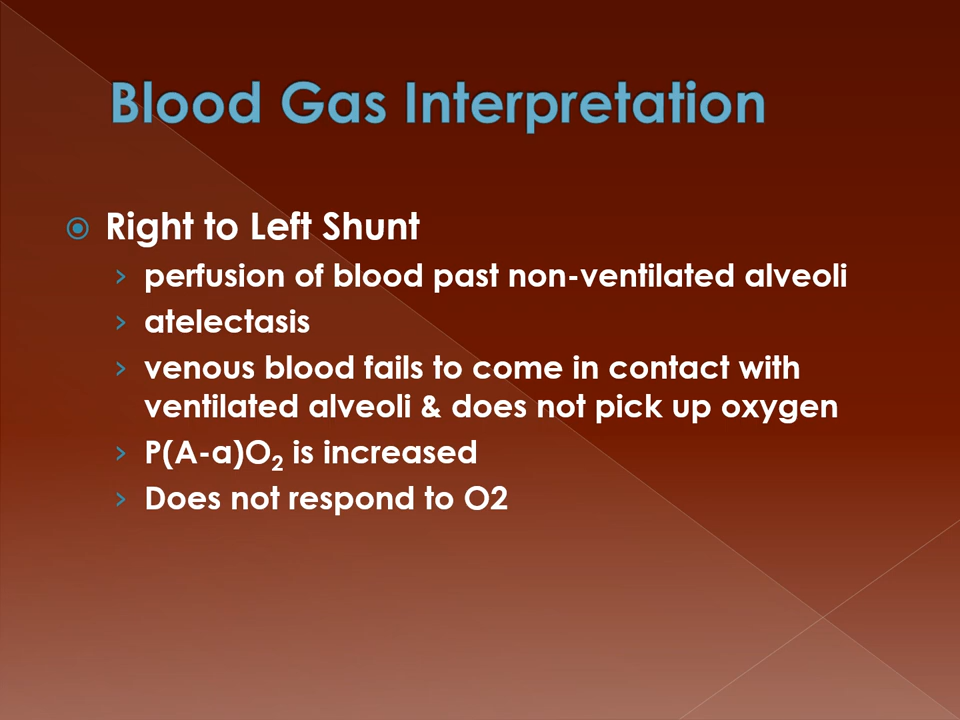 Blood Gas Interpretation
Right to Left Shunt
perfusion of blood past non-ventilated alveoli
atelectasis
venous blood fails to come in contact with
ventilated alveoli & does not pick up oxygen
P(A-a)O₂ is increased
Does not respond to O2